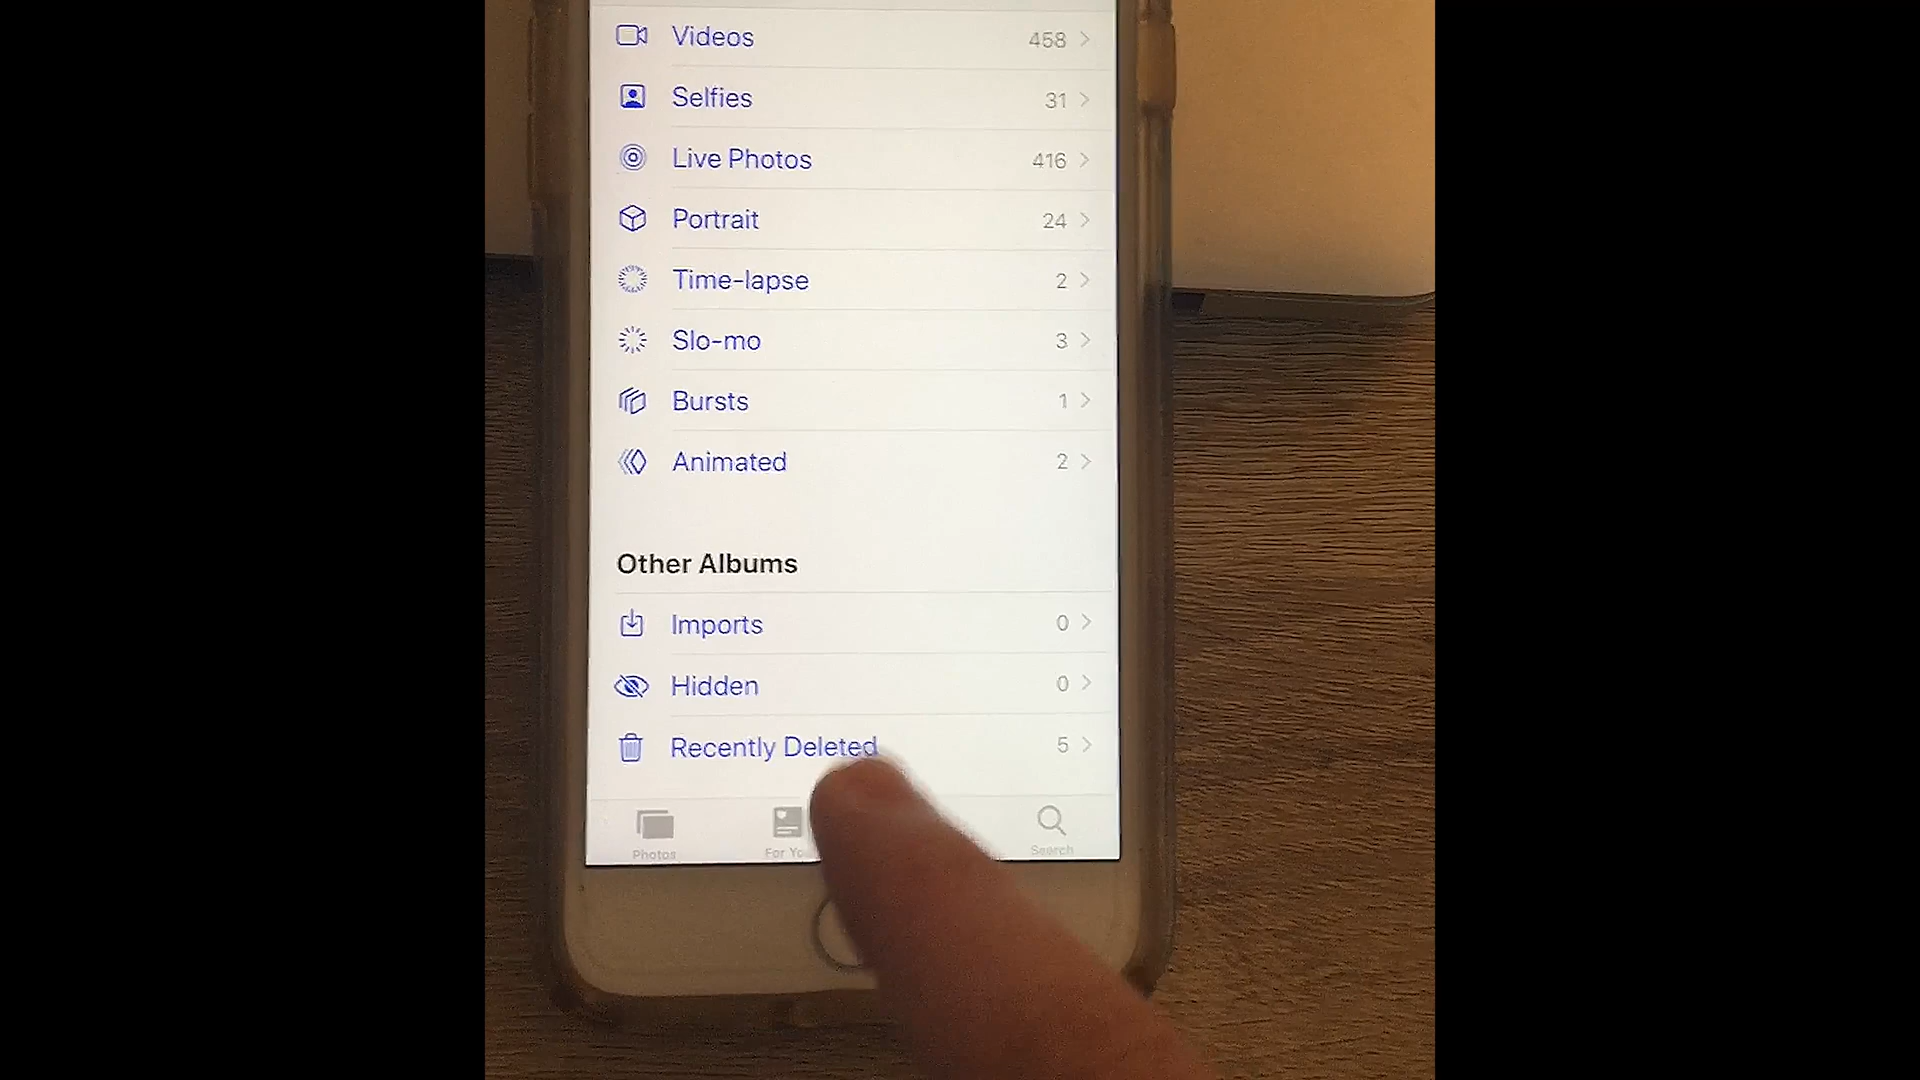 Videos 458
Selfies 31
Live Photos 416
Portrait 24
Time-lapse 2
Slo-mo 3
Bursts 1
Animated 2
Other Albums
Imports 0
Hidden 0
Recently Deleted 5
Photos For Yo Search